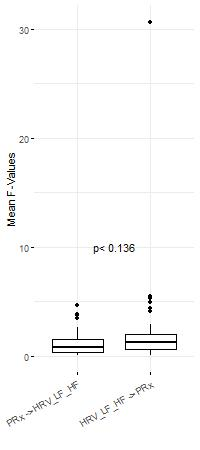 30
20
Mean F-Values
10
p< 0.136
0
PRx -> HRV_LF_HF
HRV_LF_HF -> PRx